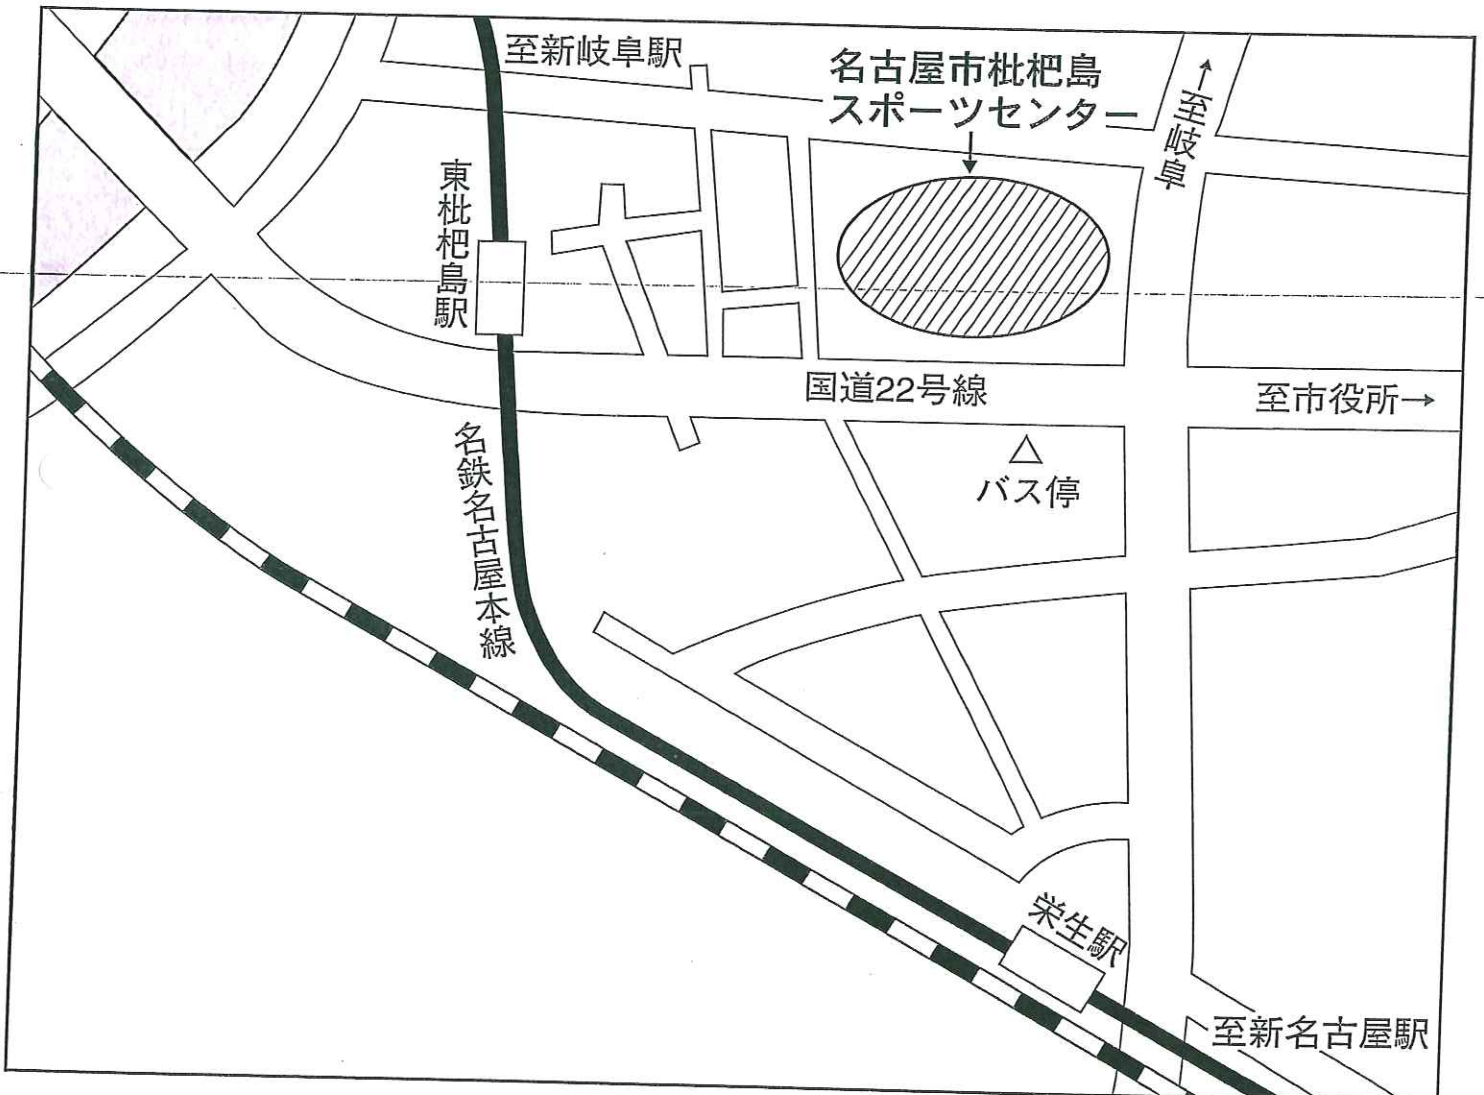 至新岐阜駅
名古屋市枇杷島
スポーツセンター
↑至岐阜
東枇杷島駅
国道22号線
至市役所→
△
バス停
名鉄名古屋本線
栄生駅
至新名古屋駅